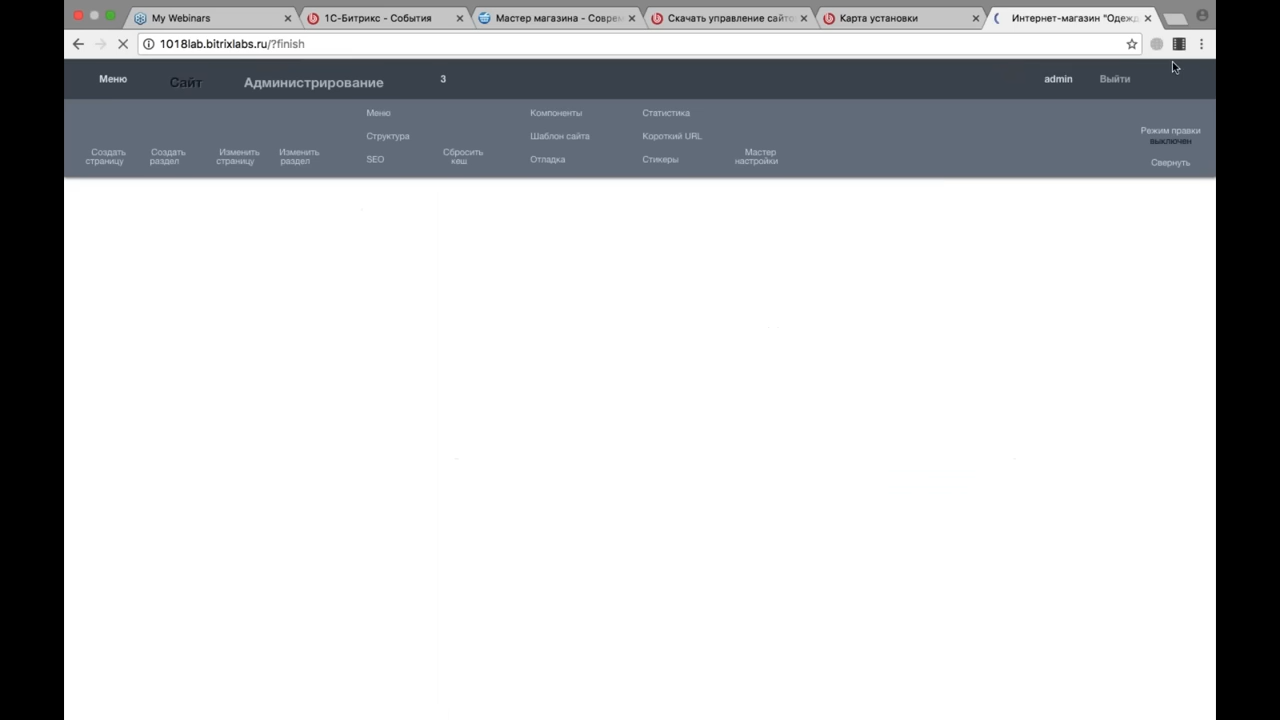 My Webinars
1С-Битрикс - События
Мастер магазина - Соврем
Скачать управление сайто
Карта установки
Интернет-магазин "Одежд
1018lab.bitrixlabs.ru/?finish
Меню
Сайт
Администрирование
3
admin
Выйти
Создать
страницу
Создать
раздел
Изменить
страницу
Изменить
раздел
Меню
Структура
SEO
Сбросить
кеш
Компоненты
Шаблон сайта
Отладка
Статистика
Короткий URL
Стикеры
Мастер
настройки
Режим правки
выключен
Свернуть